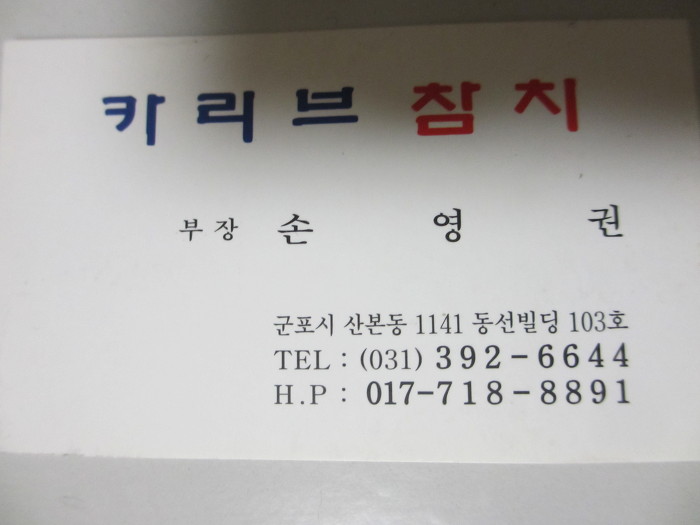 카리브 참치
부장 손 영 권
군포시 산본동 1141 동선빌딩 103호
TEL : (031) 392-6644
H.P : 017-718-8891